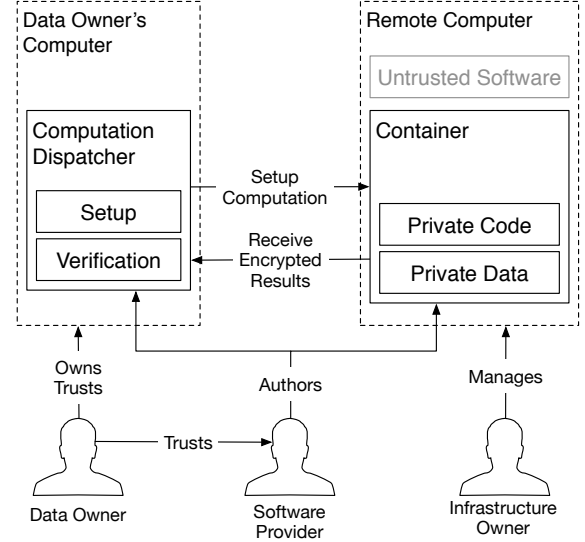 Data Owner's
Computer
Remote Computer
Untrusted Software
Computation
Dispatcher
Container
Setup
Verification
Setup
Computation
Receive
Encrypted
Results
Private Code
Private Data
Owns
Trusts
Authors
Manages
Trusts
Data Owner
Software
Provider
Infrastructure
Owner